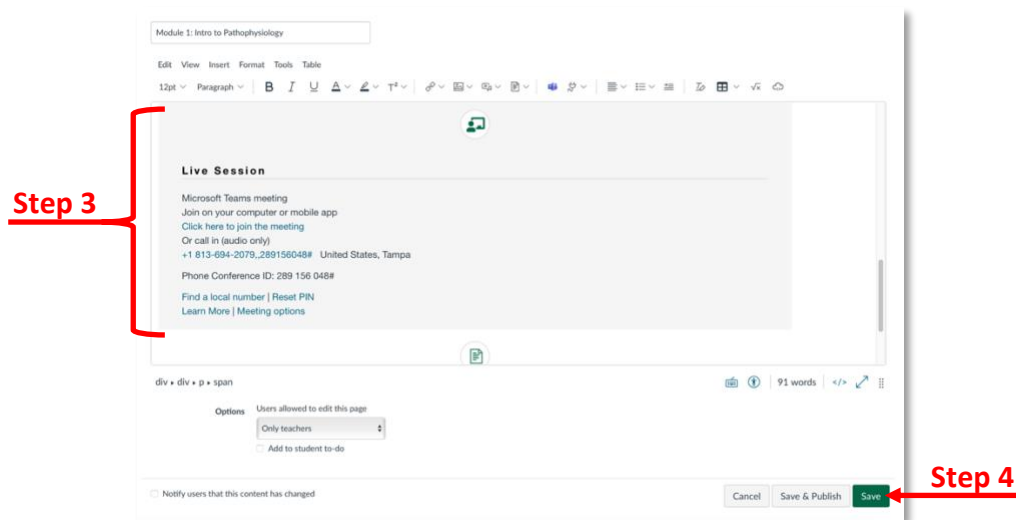 Module 1: Intro to Pathophysiology
Edit View Insert Format Tools Table
12pt Paragraph B I U A T²
Live Session
Step 3
Microsoft Teams meeting
Join on your computer or mobile app
Click here to join the meeting
Or call in (audio only)
+1 813-694-2079,,289156048# United States, Tampa
Phone Conference ID: 289 156 048#
Find a local number | Reset PIN
Learn More | Meeting options
div ▸ div ▸ p ▸ span
91 words </>
Options Users allowed to edit this page
Only teachers
Add to student to-do
Step 4
Notify users that this content has changed
Cancel Save & Publish Save